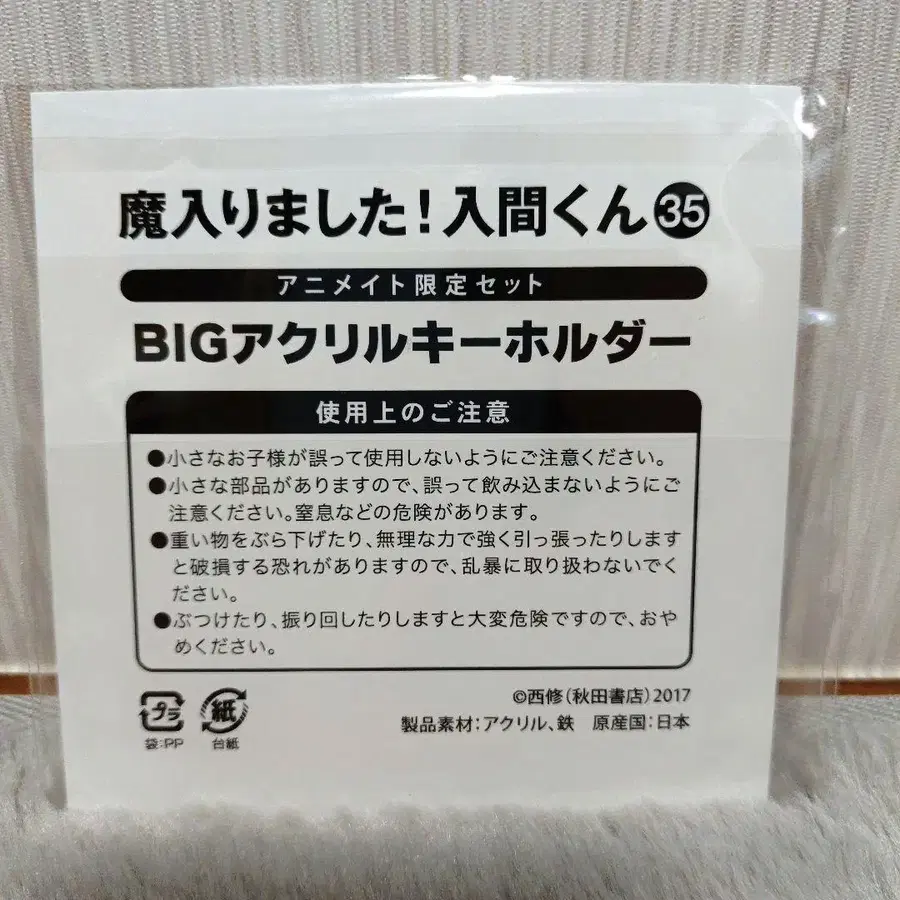 魔入りました！入間くん㉟
アニメイト限定セット
BIGアクリルキーホルダー
使用上のご注意
●小さなお子様が誤って使用しないようにご注意ください。
●小さな部品がありますので、誤って飲み込まないようにご
注意ください。窒息などの危険があります。
●重い物をぶら下げたり、無理な力で強く引っ張ったりします
と破損する恐れがありますので、乱暴に取り扱わないでく
ださい。
●ぶつけたり、振り回したりしますと大変危険ですので、おや
めください。
©西修（秋田書店）2017
製品素材：アクリル、鉄 原産国：日本
プラ 紙
袋:PP 台紙